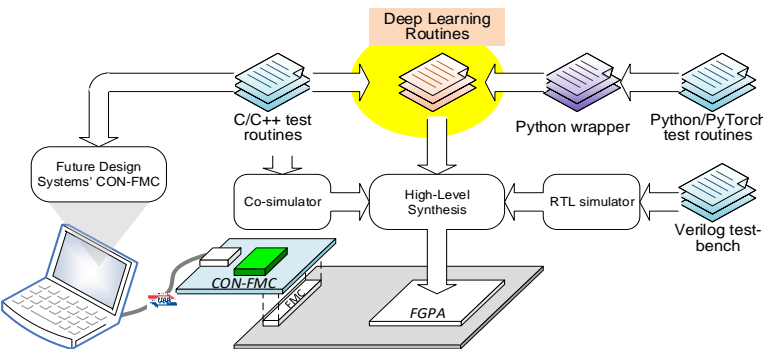 Deep Learning
Routines
C/C++ test
routines
Python wrapper
Python/PyTorch
test routines
Future Design
Systems' CON-FMC
Co-simulator
High-Level
Synthesis
RTL simulator
Verilog test-
bench
CON-FMC
USB
FMC
FGPA